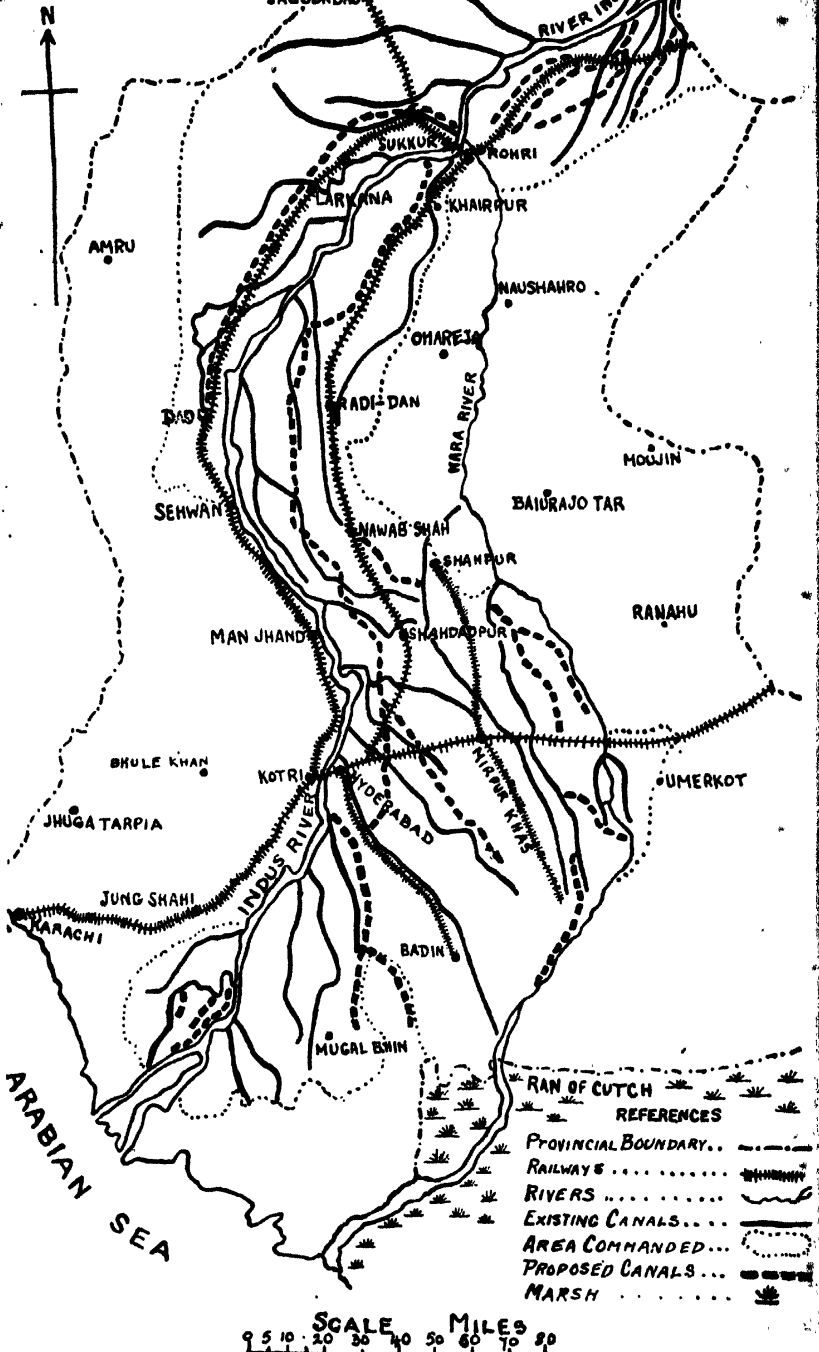 N
RIVER IN
SUKKUR
ROHRI
LARKANA
KHAIRPUR
AMRU
NAUSHAHRO
OHAREJA
DADU
RADI-DAN
NARA RIVER
MOUJIN
SEHWAN
BAIURAJO TAR
NAWAB SHAH
SHAHPUR
RANAHU
MAN JHAND
SHAHDADPUR
BHULE KHAN
KOTRI
HYDERABAD
MIRPUR KHAS
UMERKOT
JHUGA TARPIA
INDUS RIVER
JUNG SHAHI
KARACHI
BADIN
MUGAL BHIN
ARABIAN SEA
RAN OF CUTCH
REFERENCES
PROVINCIAL BOUNDARY..
RAILWAYS ............
RIVERS ............
EXISTING CANALS....
AREA COMMANDED...
PROPOSED CANALS...
MARSH ........
SCALE MILES
0 5 10 20 30 40 50 60 70 80